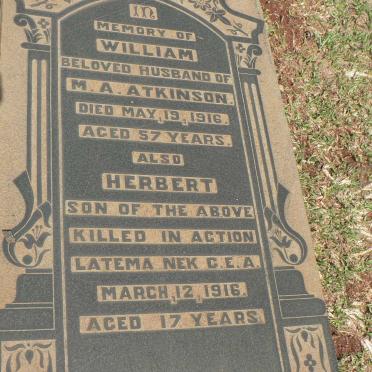 IN
MEMORY OF
WILLIAM
BELOVED HUSBAND OF
M. A. ATKINSON.
DIED MAY, 19, 1916.
AGED 57 YEARS.
ALSO
HERBERT
SON OF THE ABOVE
KILLED IN ACTION
LATEMA NEK G.E.A.
MARCH, 12, 1916.
AGED 17 YEARS.